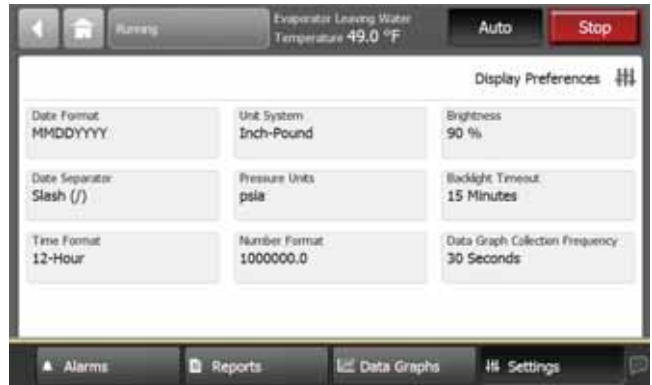 Running
Evaporator Leaving Water
Temperature 49.0 °F
Auto
Stop
Display Preferences
Date Format
MMDDYYYY
Unit System
Inch-Pound
Brightness
90 %
Date Separator
Slash (/)
Pressure Units
psia
Backlight Timeout
15 Minutes
Time Format
12-Hour
Number Format
1000000.0
Data Graph Collection Frequency
30 Seconds
Alarms
Reports
Data Graphs
Settings